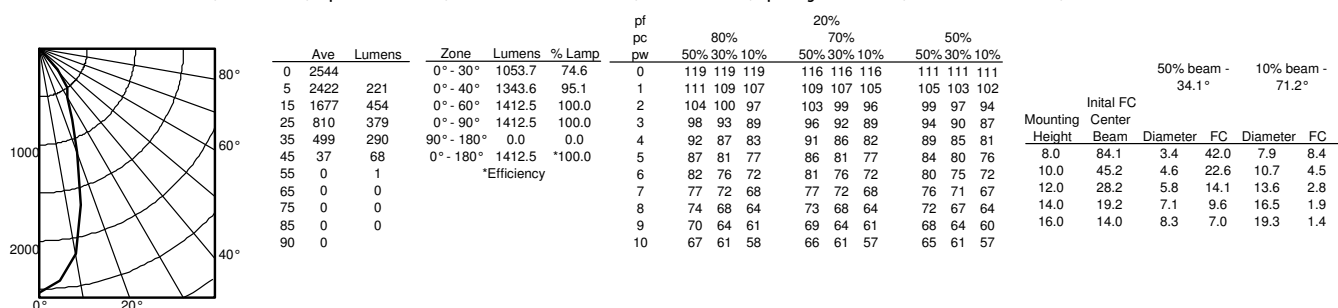 80°
60°
40°
20°
0°
1000
2000
Ave Lumens
0 2544
5 2422 221
15 1677 454
25 810 379
35 499 290
45 37 68
55 0 1
65 0 0
75 0 0
85 0 0
90 0
Zone Lumens % Lamp
0° - 30° 1053.7 74.6
0° - 40° 1343.6 95.1
0° - 60° 1412.5 100.0
0° - 90° 1412.5 100.0
90° - 180° 0.0 0.0
0° - 180° 1412.5 *100.0
*Efficiency
pf 20%
pc 80% 70% 50%
pw 50% 30% 10% 50% 30% 10% 50% 30% 10%
0 119 119 119 116 116 116 111 111 111
1 111 109 107 109 107 105 105 103 102
2 104 100 97 103 99 96 99 97 94
3 98 93 89 96 92 89 94 90 87
4 92 87 83 91 86 82 89 85 81
5 87 81 77 86 81 77 84 80 76
6 82 76 72 81 76 72 80 75 72
7 77 72 68 77 72 68 76 71 67
8 74 68 64 73 68 64 72 67 64
9 70 64 61 69 64 61 68 64 60
10 67 61 58 66 61 57 65 61 57
50% beam - 10% beam -
34.1° 71.2°
Inital FC
Mounting Center
Height Beam Diameter FC Diameter FC
8.0 84.1 3.4 42.0 7.9 8.4
10.0 45.2 4.6 22.6 10.7 4.5
12.0 28.2 5.8 14.1 13.6 2.8
14.0 19.2 7.1 9.6 16.5 1.9
16.0 14.0 8.3 7.0 19.3 1.4